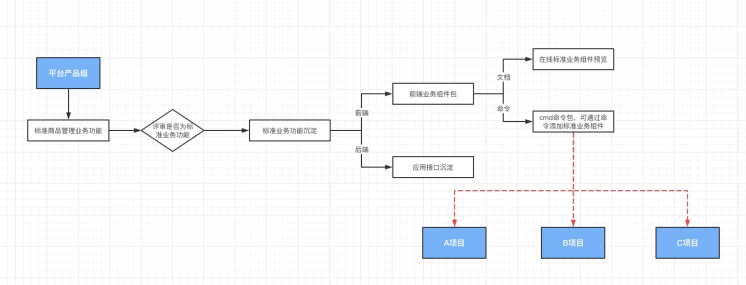 平台产品组
标准商品管理业务功能
评审是否为标
准业务功能
标准业务功能沉淀
前端
后端
前端业务组件包
应用接口沉淀
文档
命令
在线标准业务组件预览
cmd命令包，可通过命
令添加标准业务组件
A项目
B项目
C项目